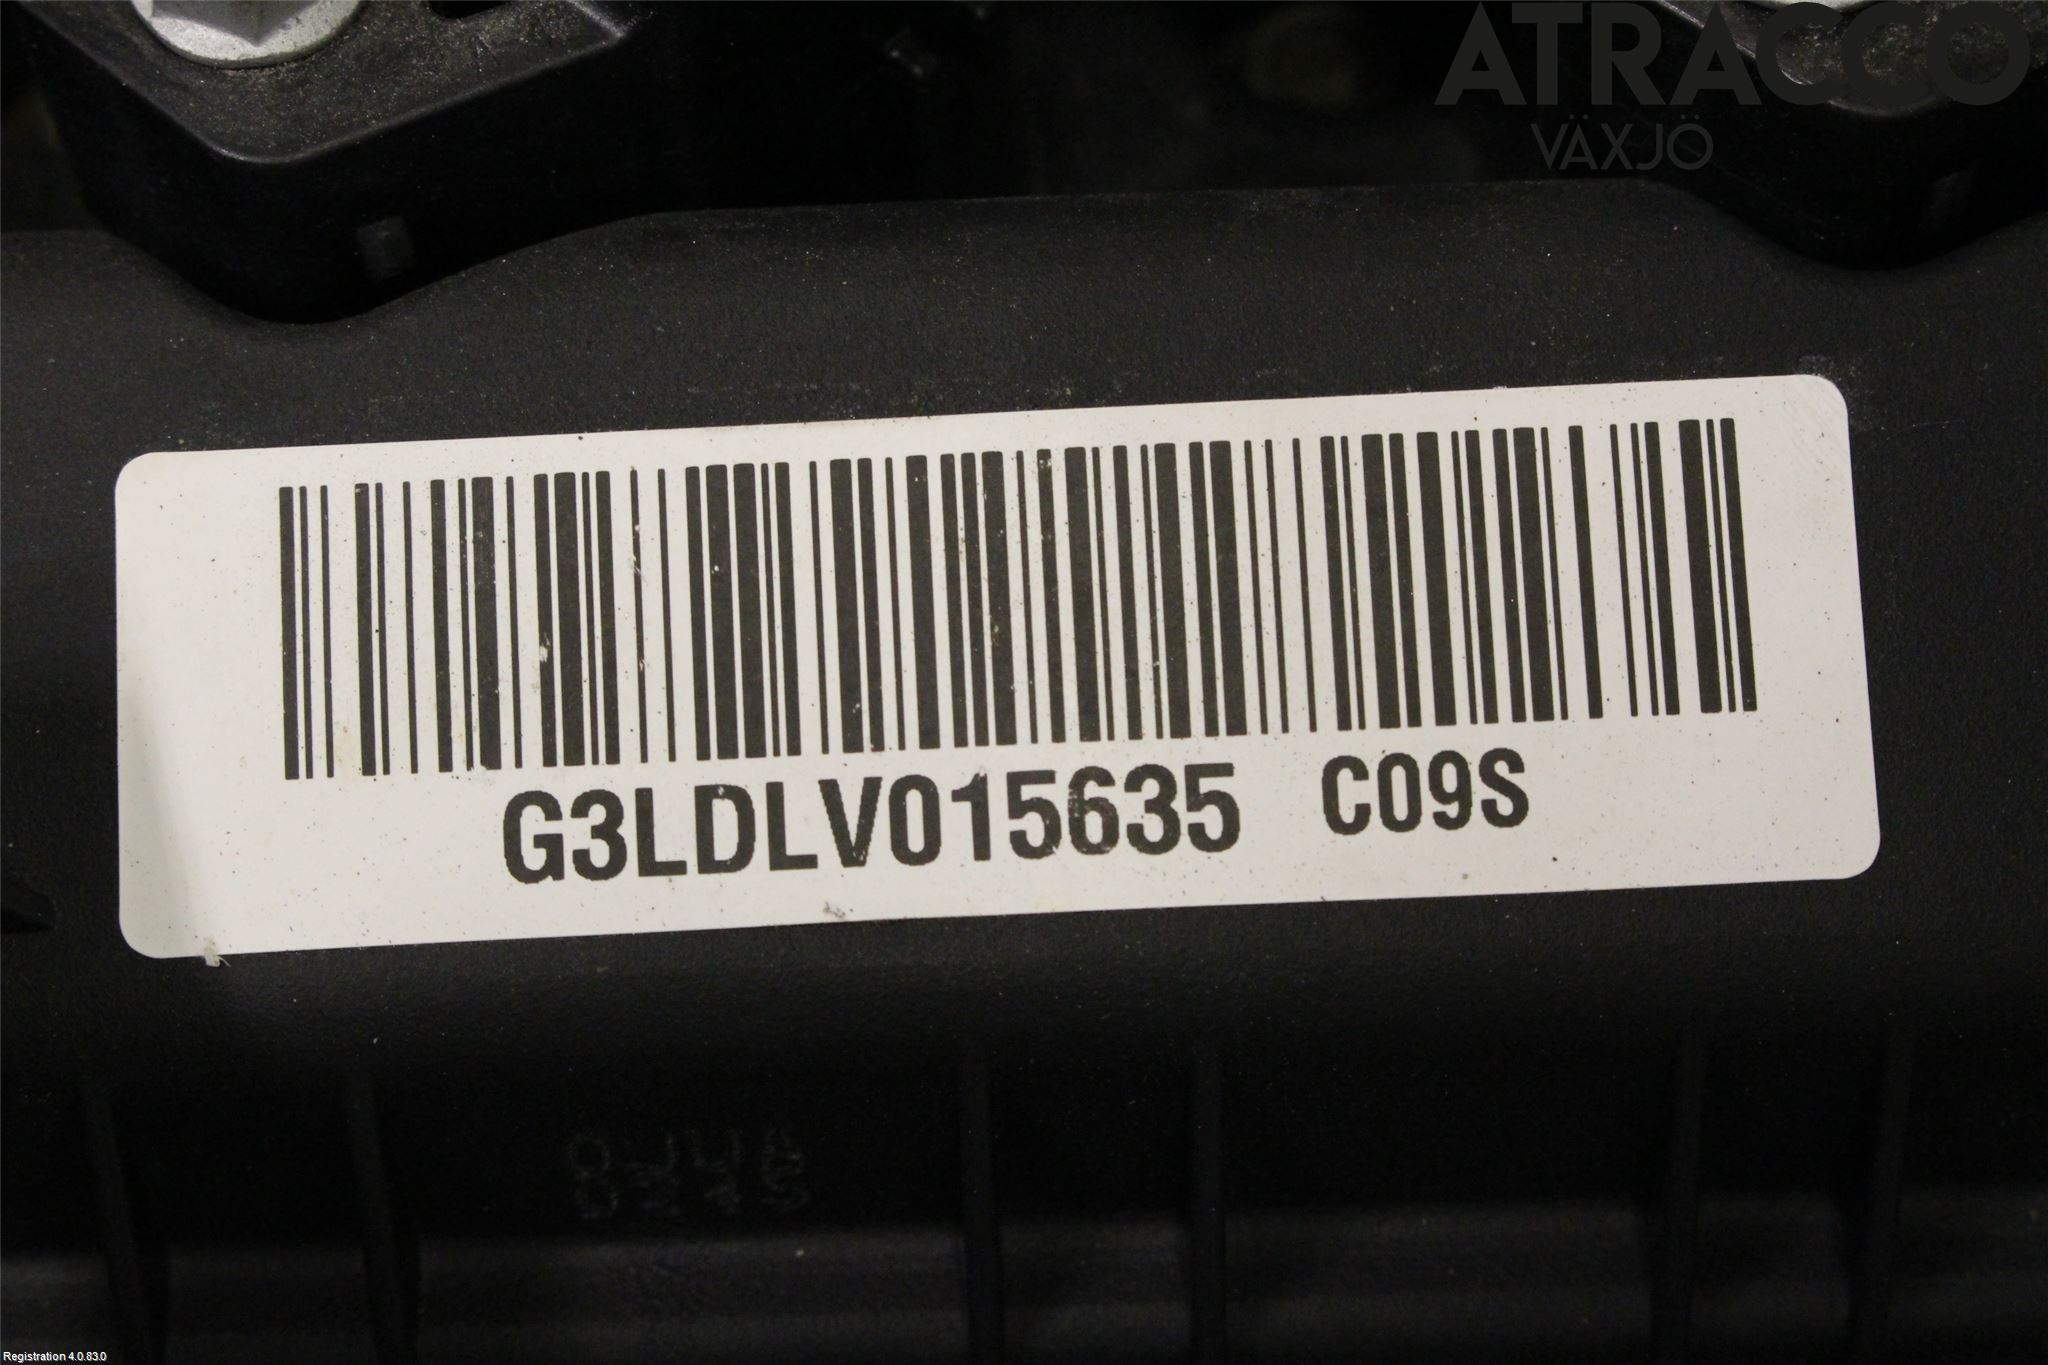 ATRACCO
VÄXJÖ
G3LDLV015635 C09S
Registration 4.0.83.0